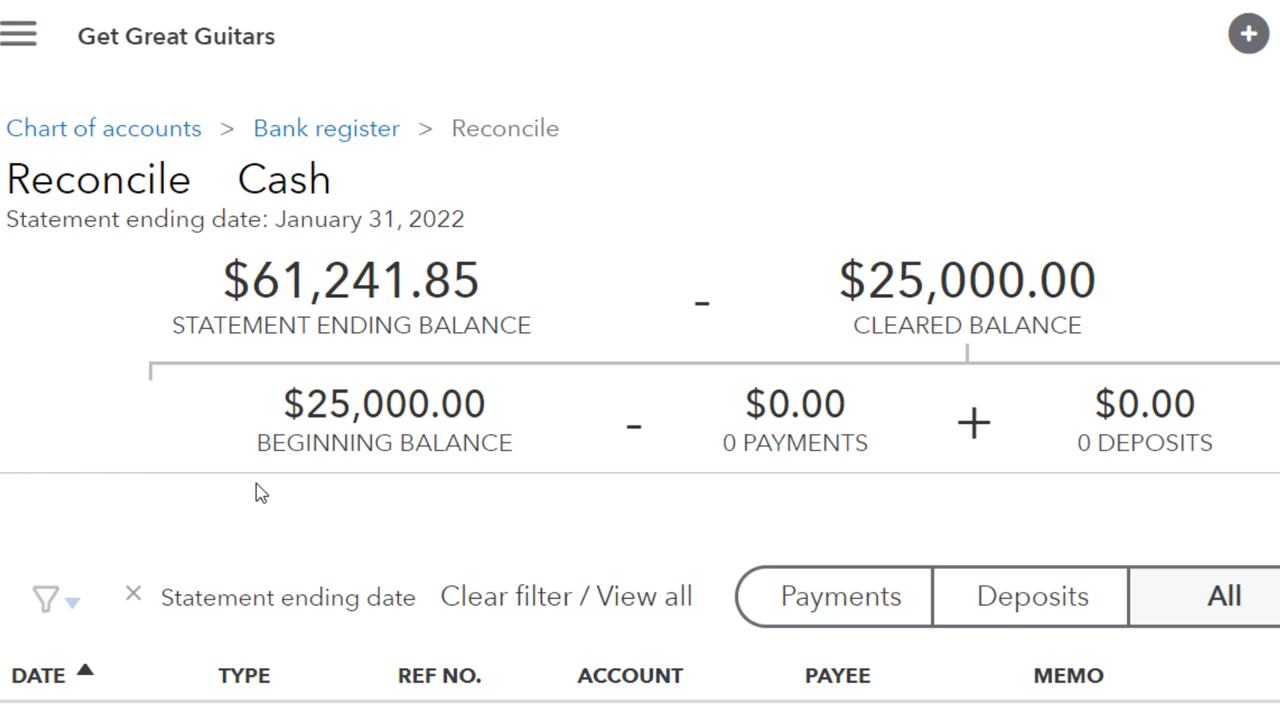 Get Great Guitars
Chart of accounts > Bank register > Reconcile
Reconcile Cash
Statement ending date: January 31, 2022
$61,241.85 - $25,000.00
STATEMENT ENDING BALANCE CLEARED BALANCE
$25,000.00 - $0.00 + $0.00
BEGINNING BALANCE 0 PAYMENTS 0 DEPOSITS
Statement ending date Clear filter / View all Payments Deposits All
DATE TYPE REF NO. ACCOUNT PAYEE MEMO